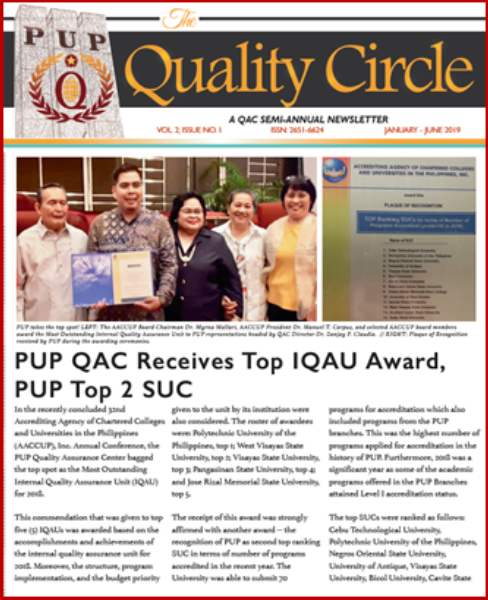 PUP
Q
The
Quality Circle
A QAC SEMI-ANNUAL NEWSLETTER
VOL. 2, ISSUE NO. 1 ISSN: 2651-6624 JANUARY - JUNE 2019
ACCREDITING AGENCY OF CHARTERED COLLEGES
AND UNIVERSITIES IN THE PHILIPPINES, INC.
PLAQUE OF RECOGNITION
TOP Ranking SUCs in terms of Number of
Programs Accredited
PUP takes the top spot! LEFT: The AACCUP Board Chairman Dr. Myrna Mallari, AACCUP President Dr. Manuel T. Corpus, and selected AACCUP board members
award the Most Outstanding Internal Quality Assurance Unit to PUP representatives headed by QAC Director Dr. Sanjay P. Claudio. // RIGHT: Plaque of Recognition
received by PUP during the awarding ceremonies.
PUP QAC Receives Top IQAU Award,
PUP Top 2 SUC
In the recently concluded 32nd
Accrediting Agency of Chartered Colleges
and Universities in the Philippines
(AACCUP), Inc. Annual Conference, the
PUP Quality Assurance Center bagged
the top spot as the Most Outstanding
Internal Quality Assurance Unit (IQAU)
for 2018.
This commendation that was given to top
five (5) IQAUs was awarded based on the
accomplishments and achievements of
the internal quality assurance unit for
2018. Moreover, the structure, program
implementation, and the budget priority
given to the unit by its institution were
also considered. The roster of awardees
were: Polytechnic University of the
Philippines, top 1; West Visayas State
University, top 2; Visayas State University,
top 3; Pangasinan State University, top 4;
and Jose Rizal Memorial State University,
top 5.
The receipt of this award was strongly
affirmed with another award – the
recognition of PUP as second top ranking
SUC in terms of number of programs
accredited in the recent year. The
University was able to submit 70
programs for accreditation which also
included programs from the PUP
branches. This was the highest number of
programs applied for accreditation in the
history of PUP. Furthermore, 2018 was a
significant year as some of the academic
programs offered in the PUP Branches
attained Level I accreditation status.
The top SUCs were ranked as follows:
Cebu Technological University,
Polytechnic University of the Philippines,
Negros Oriental State University,
University of Antique, Visayas State
University, Bicol University, Cavite State